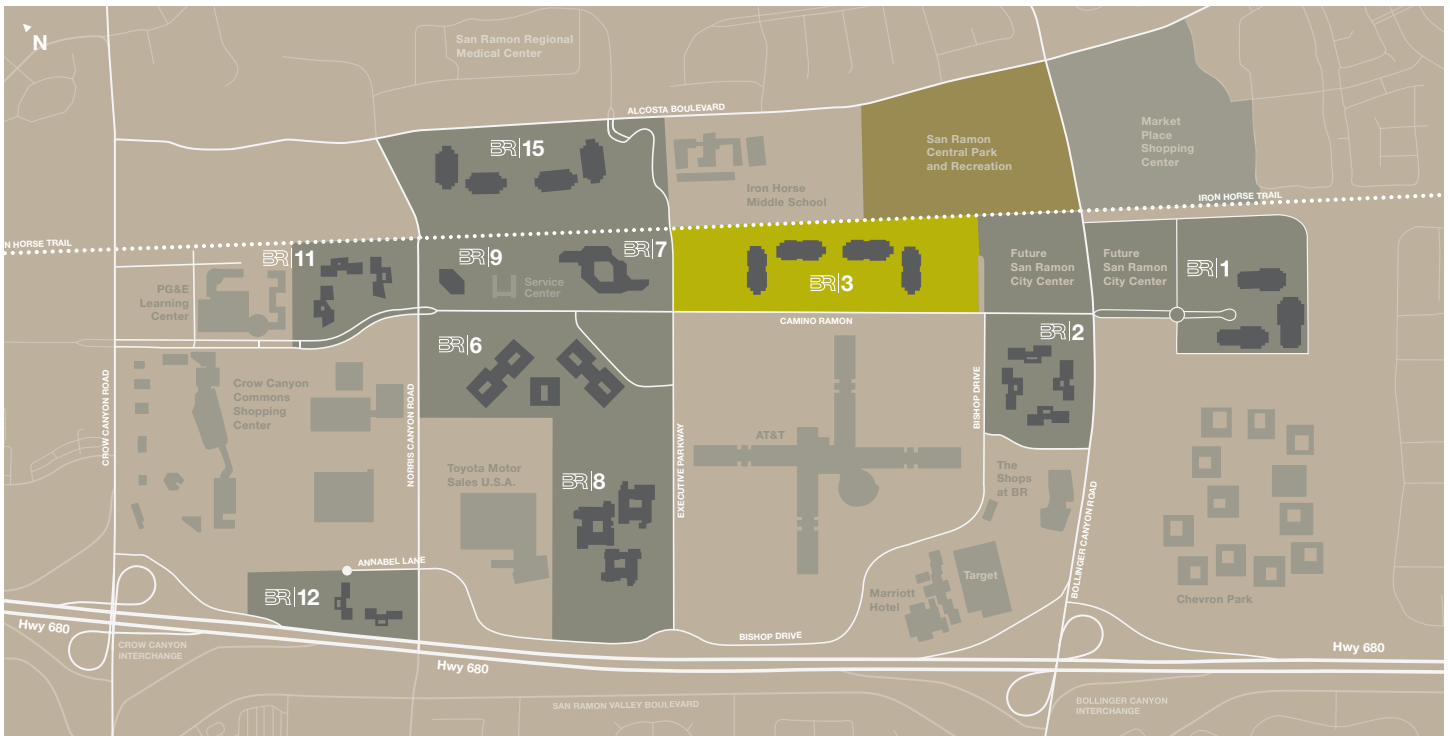 N
San Ramon Regional
Medical Center
ALCOSTA BOULEVARD
BR|15
Iron Horse
Middle School
San Ramon
Central Park
and Recreation
Market
Place
Shopping
Center
IRON HORSE TRAIL
N HORSE TRAIL
BR|11
BR|9
Service
Center
BR|7
BR|3
Future
San Ramon
City Center
Future
San Ramon
City Center
BR|1
PG&E
Learning
Center
CAMINO RAMON
BR|6
BR|2
CROW CANYON ROAD
Crow Canyon
Commons
Shopping
Center
NORRIS CANYON ROAD
Toyota Motor
Sales U.S.A.
BR|8
EXECUTIVE PARKWAY
AT&T
BISHOP DRIVE
The
Shops
at BR
BOLLINGER CANYON ROAD
ANNABEL LANE
BR|12
Marriott
Hotel
Target
Chevron Park
Hwy 680
CROW CANYON
INTERCHANGE
Hwy 680
BISHOP DRIVE
Hwy 680
SAN RAMON VALLEY BOULEVARD
BOLLINGER CANYON
INTERCHANGE